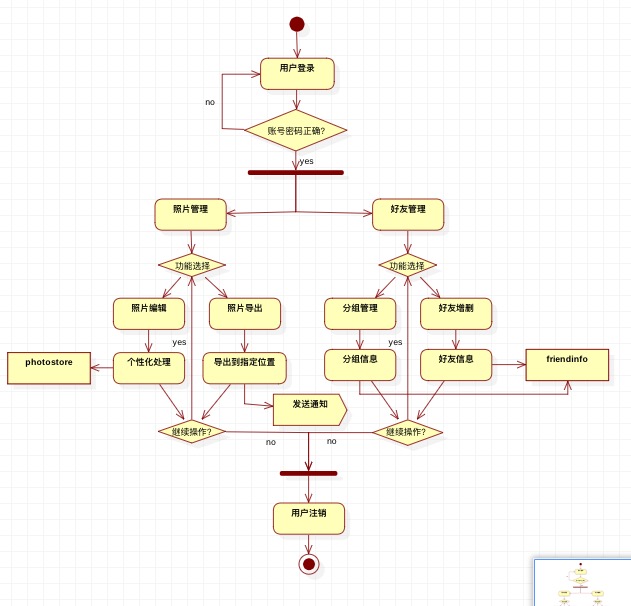 用户登录
no
账号密码正确?
yes
照片管理
好友管理
功能选择
功能选择
照片编辑
照片导出
分组管理
好友增删
yes
yes
photostore
个性化处理
导出到指定位置
分组信息
好友信息
friendinfo
发送通知
继续操作?
继续操作?
no
no
用户注销